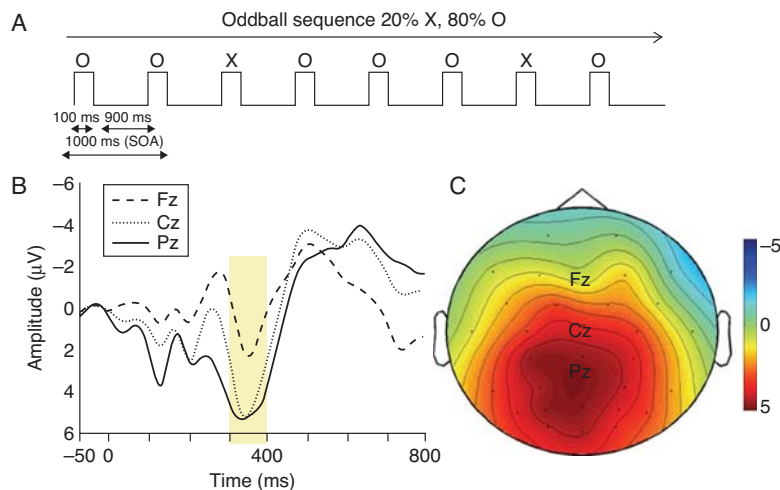 A
Oddball sequence 20% X, 80% O
O O X O O O X O
100 ms 900 ms
1000 ms (SOA)
B
Amplitude (μV)
−6
−4
−2
0
2
4
6
Fz
Cz
Pz
−50 0 400 800
Time (ms)
C
Fz
Cz
Pz
−5
0
5